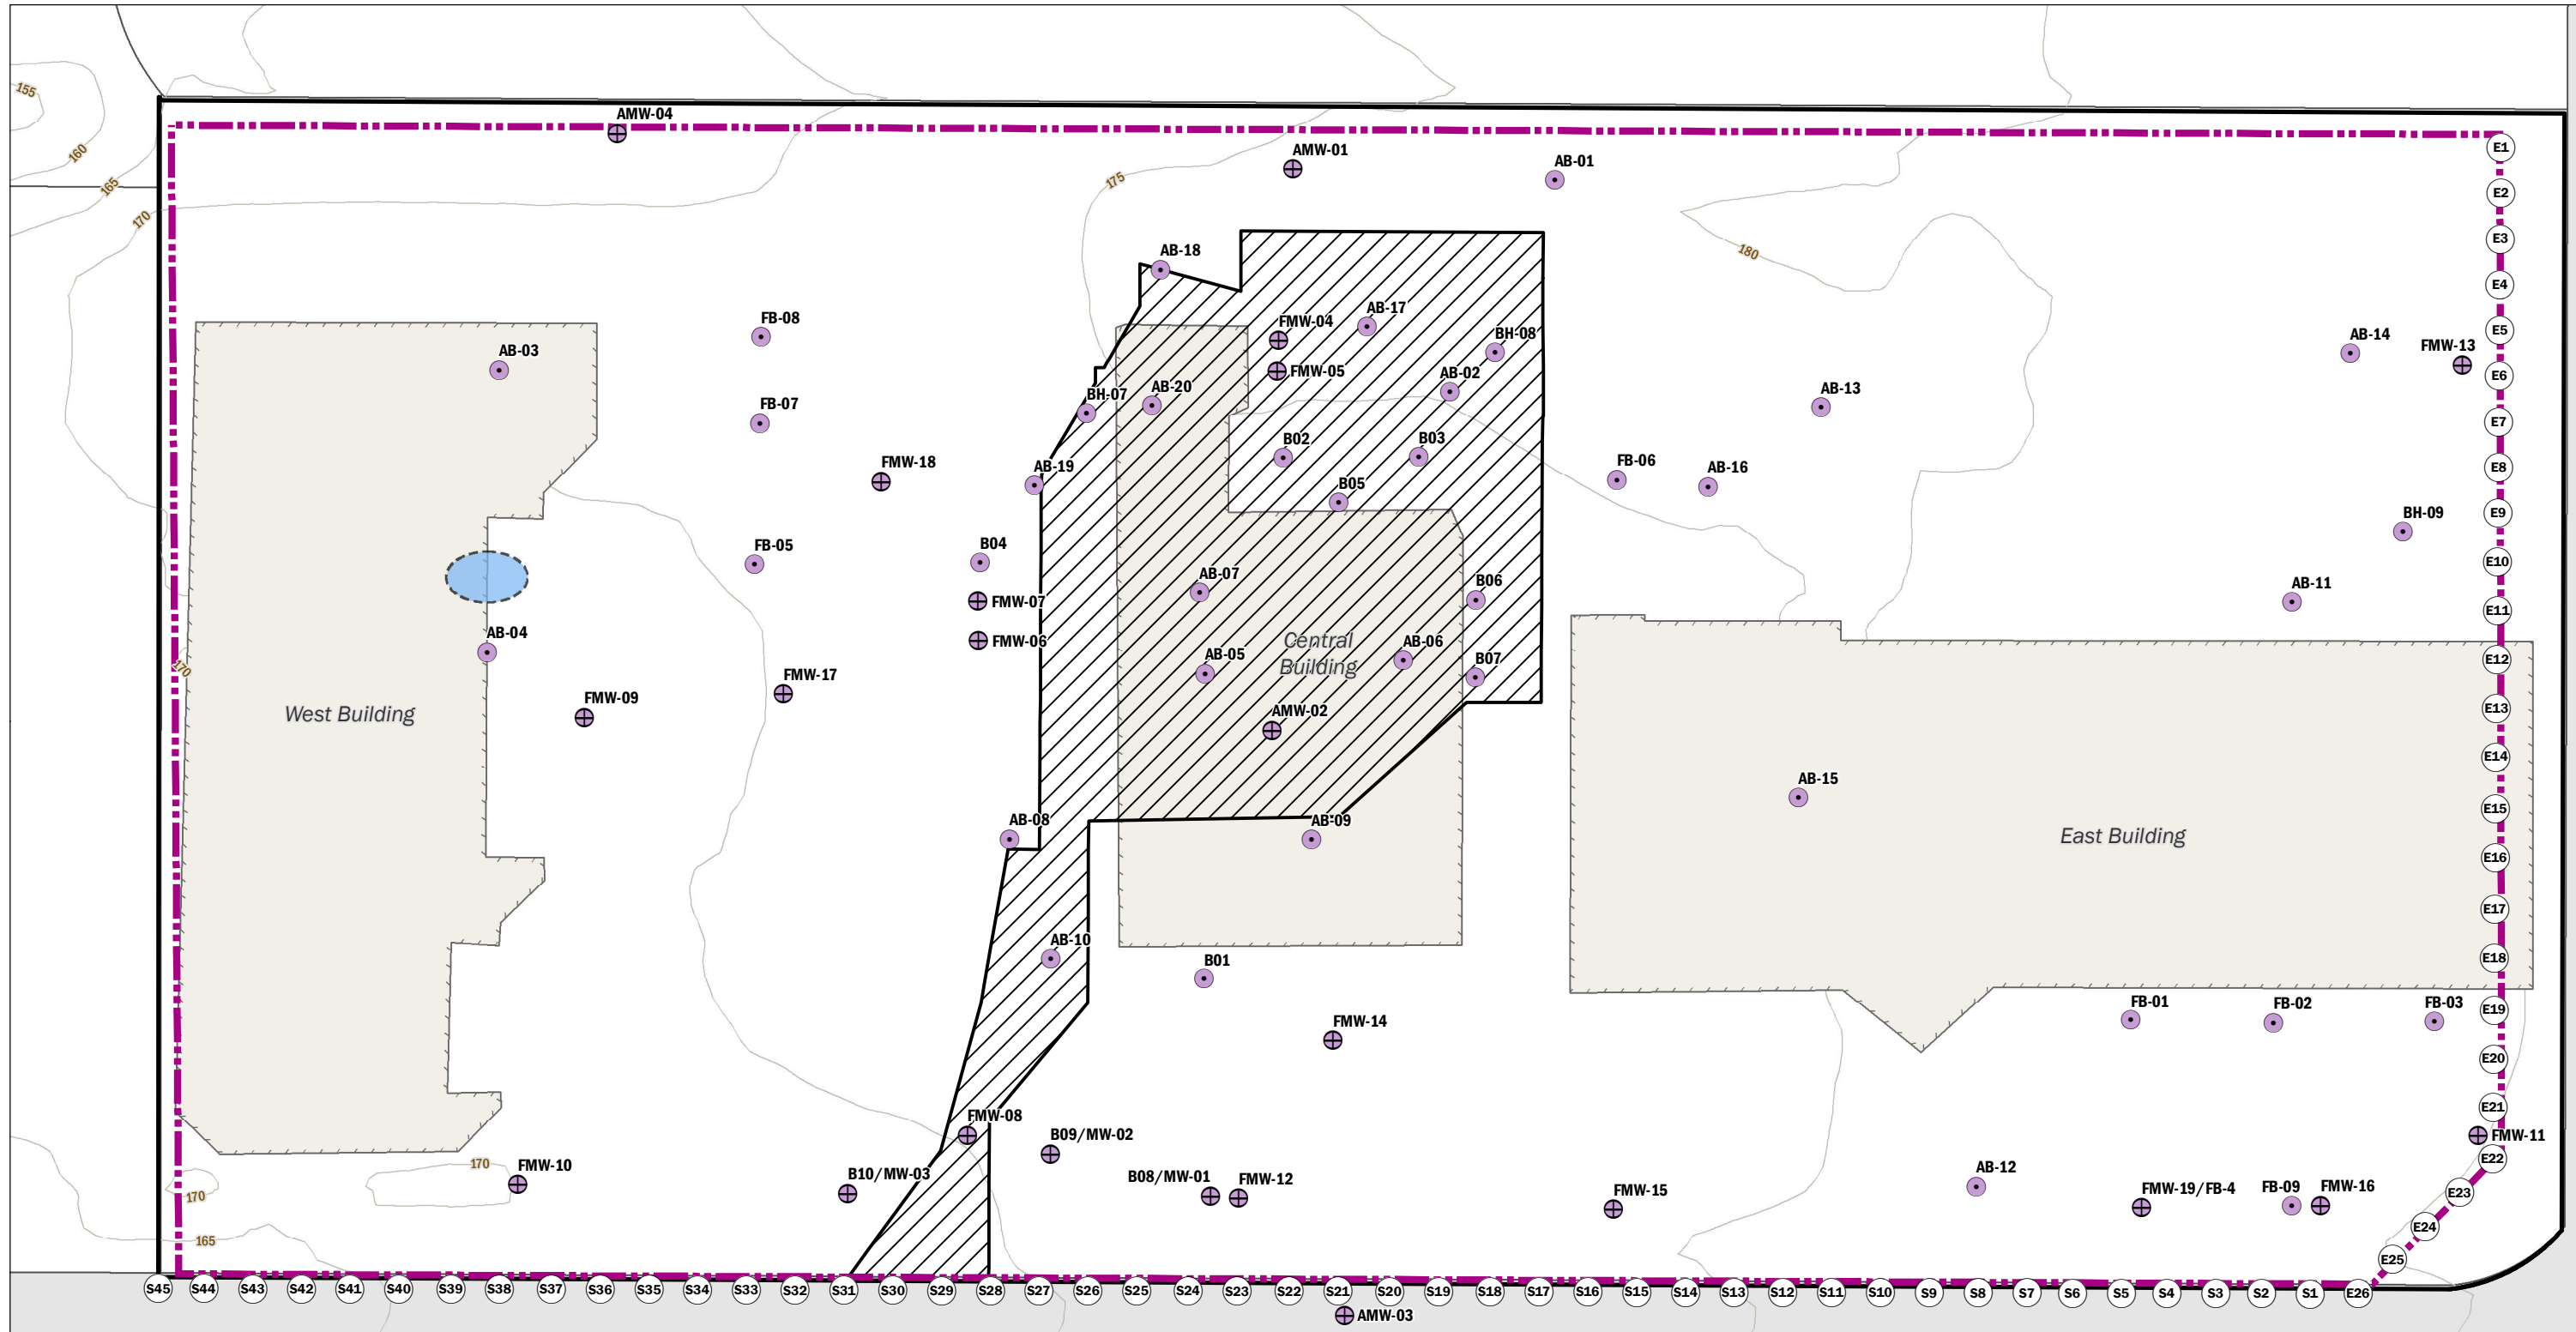 AMW-04
155
AMW-01
AB-01
E1
160
175
165
E2
170
E3
AB-18
180
E4
AB-17
FB-08
FMW-04
E5
BH-08
AB-14
AB-03
FMW-13
FMW-05
AB-02
E6
BH-07
AB-20
AB-13
FB-07
E7
B02
B03
FMW-18
AB-19
FB-06
AB-16
E8
B05
BH-09
E9
FB-05
B04
E10
AB-07
B06
AB-11
FMW-07
E11
AB-04
FMW-06
Central
Building
AB-06
170
AB-05
B07
E12
FMW-17
FMW-09
West Building
AMW-02
E13
E14
AB-15
E15
AB-08
AB-09
East Building
E16
E17
AB-10
B01
E18
FB-01
FB-02
FB-03
E19
FMW-14
E20
E21
FMW-08
B09/MW-02
FMW-11
170
FMW-10
E22
B10/MW-03
B08/MW-01
FMW-12
AB-12
170
FMW-15
FMW-19/FB-4
FB-09
FMW-16
E23
E24
165
E25
S45 S44 S43 S42 S41 S40 S39 S38 S37 S36 S35 S34 S33 S32 S31 S30 S29 S28 S27 S26 S25 S24 S23 S22 S21 S20 S19 S18 S17 S16 S15 S14 S13 S12 S11 S10 S9 S8 S7 S6 S5 S4 S3 S2 S1 E26
AMW-03